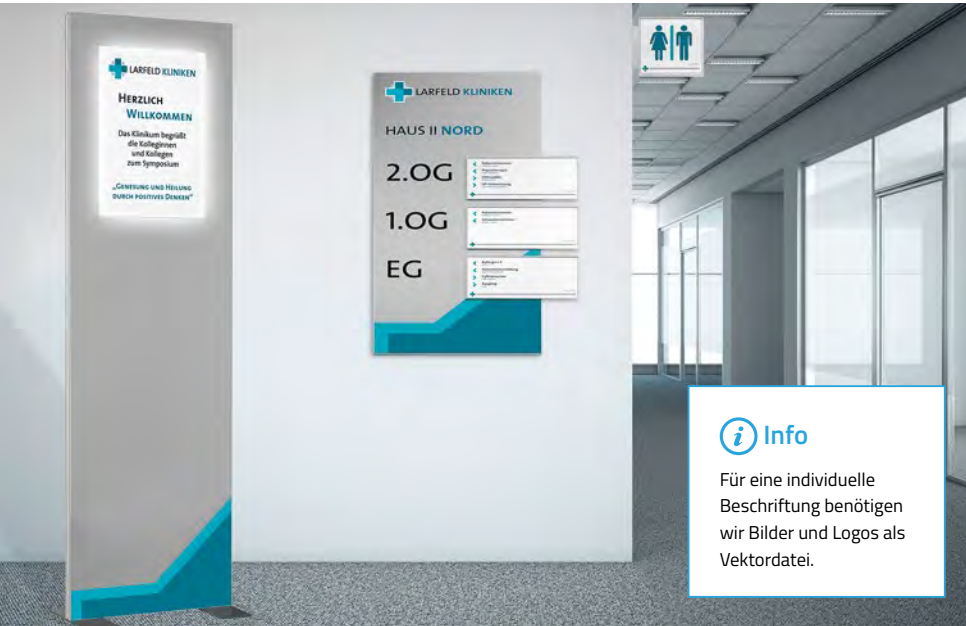 LARFELD KLINIKEN
HERZLICH
WILLKOMMEN
Das Klinikum begrüßt
die Kolleginnen
und Kollegen
zum Symposium
„GENESUNG UND HEILUNG
DURCH POSITIVES DENKEN“
LARFELD KLINIKEN
HAUS II NORD
2.OG
1.OG
EG
i Info
Für eine individuelle
Beschriftung benötigen
wir Bilder und Logos als
Vektordatei.